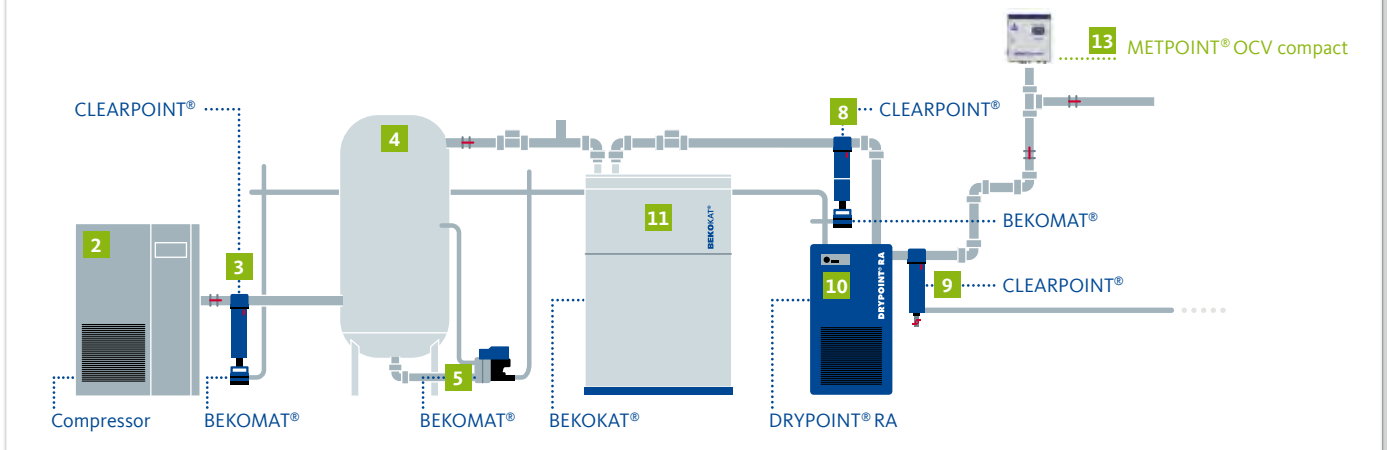 13
METPOINT® OCV compact
CLEARPOINT®
8
CLEARPOINT®
4
11
BEKOKAT®
BEKOMAT®
2
3
10
DRYPOINT® RA
9
CLEARPOINT®
5
Compressor
BEKOMAT®
BEKOMAT®
BEKOKAT®
DRYPOINT® RA